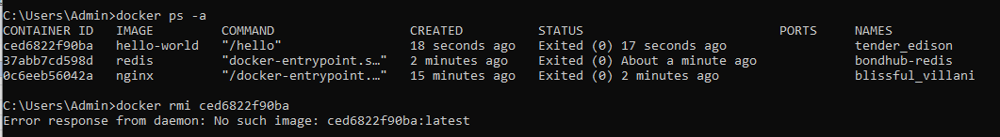 C:\Users\Admin>docker ps -a
CONTAINER ID   IMAGE         COMMAND                  CREATED          STATUS                          PORTS     NAMES
ced6822f90ba   hello-world   "/hello"                 18 seconds ago   Exited (0) 17 seconds ago                 tender_edison
37abb7cd598d   redis         "docker-entrypoint.s…"   2 minutes ago    Exited (0) About a minute ago             bondhub-redis
0c6eeb56042a   nginx         "/docker-entrypoint.…"   15 minutes ago   Exited (0) 2 minutes ago                  blissful_villani
C:\Users\Admin>docker rmi ced6822f90ba
Error response from daemon: No such image: ced6822f90ba:latest